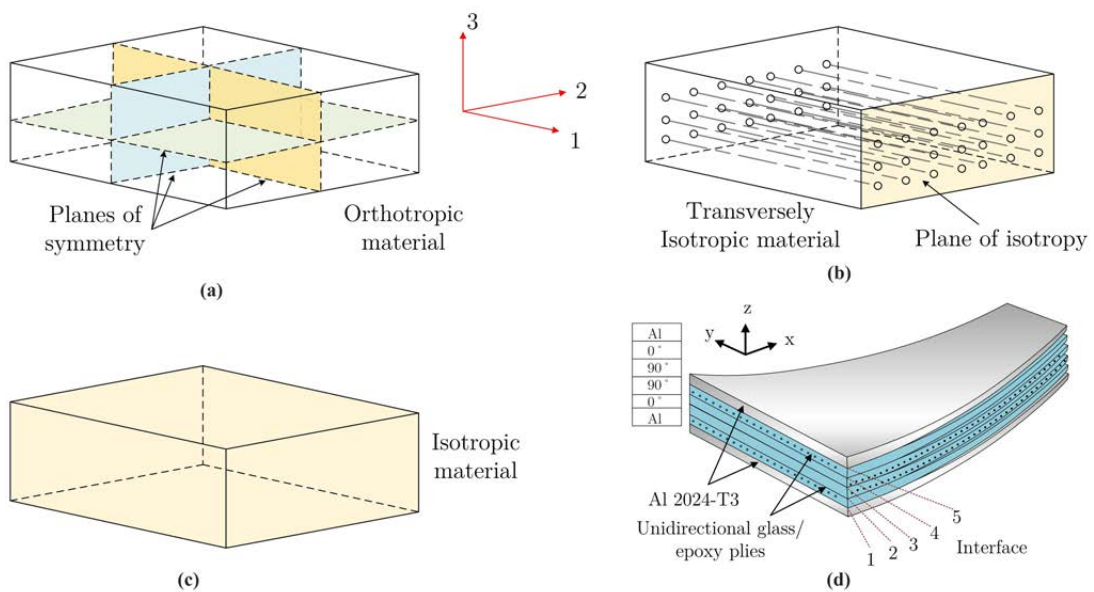 3
2
1
Planes of
symmetry
Orthotropic
material
(a)
Transversely
Isotropic material
Plane of isotropy
(b)
Isotropic
material
(c)
Al
0°
90°
90°
0°
Al
z
y
x
Al 2024-T3
Unidirectional glass/
epoxy plies
1
2
3
4
5
Interface
(d)